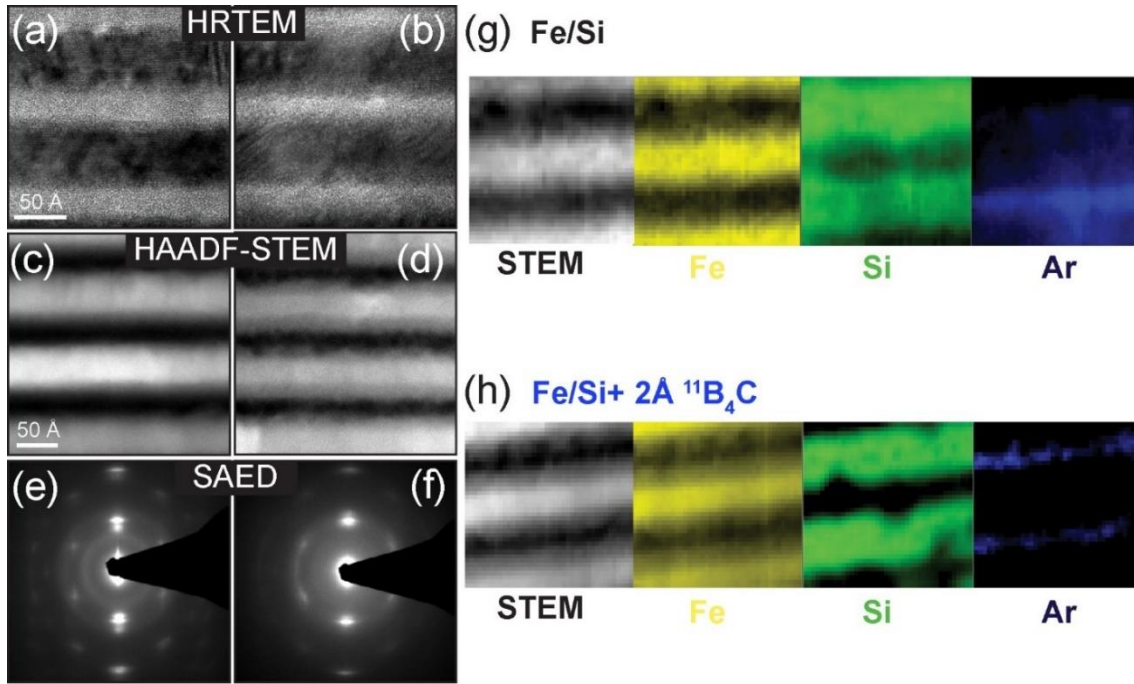 (a) HRTEM (b)
50 Å
(c) HAADF-STEM (d)
50 Å
(e) SAED (f)
(g) Fe/Si
STEM Fe Si Ar
(h) Fe/Si+ 2Å ¹¹B₄C
STEM Fe Si Ar